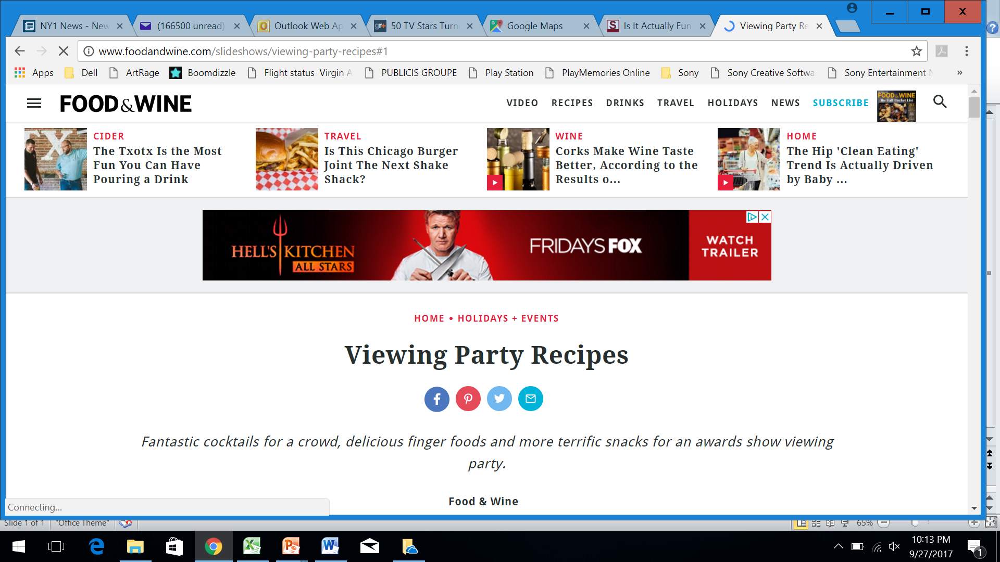 NY1 News - New
(166500 unread)
Outlook Web Ap
50 TV Stars Turn
Google Maps
Is It Actually Fun
Viewing Party Re
www.foodandwine.com/slideshows/viewing-party-recipes#1
Apps
Dell
ArtRage
Boomdizzle
Flight status Virgin A
PUBLICIS GROUPE
Play Station
PlayMemories Online
Sony
Sony Creative Softwa
Sony Entertainment N
»
FOOD&WINE
VIDEO
RECIPES
DRINKS
TRAVEL
HOLIDAYS
NEWS
SUBSCRIBE
FOOD&WINE
The Fall Bucket List
CIDER
The Txotx Is the Most
Fun You Can Have
Pouring a Drink
TRAVEL
Is This Chicago Burger
Joint The Next Shake
Shack?
WINE
Corks Make Wine Taste
Better, According to the
Results o...
HOME
The Hip 'Clean Eating'
Trend Is Actually Driven
by Baby ...
HELL'S KITCHEN
ALL STARS
FRIDAYS FOX
WATCH
TRAILER
HOME • HOLIDAYS + EVENTS
Viewing Party Recipes
Fantastic cocktails for a crowd, delicious finger foods and more terrific snacks for an awards show viewing
party.
Food & Wine
Connecting...
Slide 1 of 1
"Office Theme"
65%
10:13 PM
9/27/2017
1